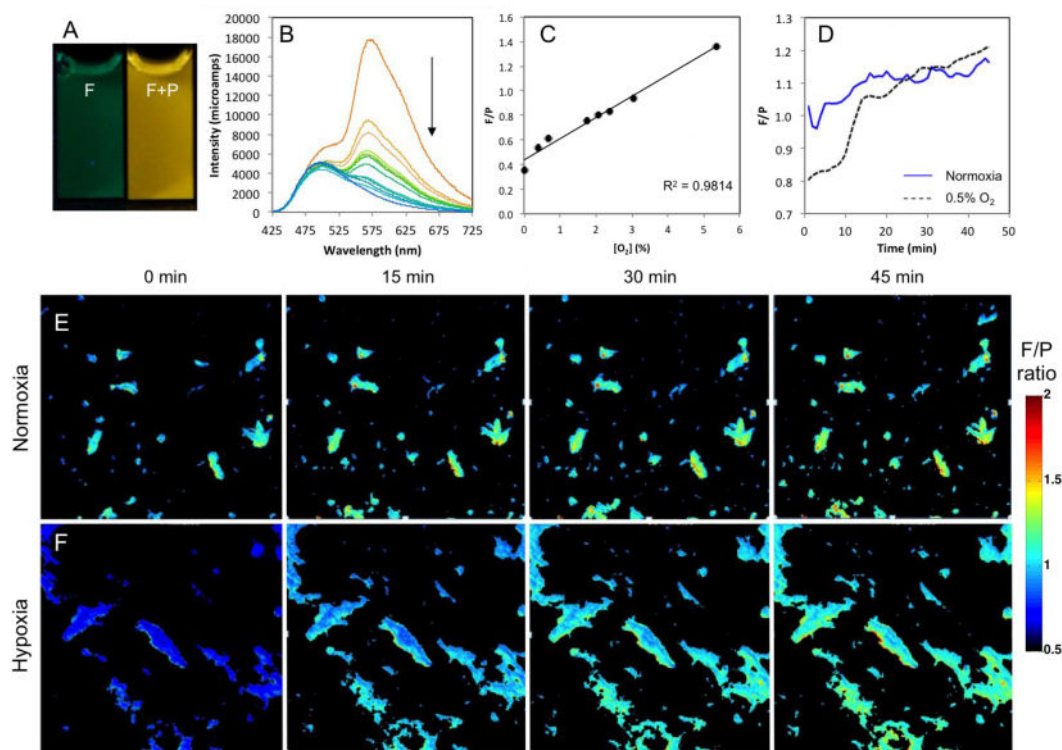 A
F
F+P
B
Intensity (microamps)
20000
18000
16000
14000
12000
10000
8000
6000
4000
2000
0
425 475 525 575 625 675 725
Wavelength (nm)
C
F/P
1.6
1.4
1.2
1.0
0.8
0.6
0.4
0.2
0.0
R² = 0.9814
0 1 2 3 4 5 6
[O₂] (%)
D
F/P
1.3
1.2
1.1
1.0
0.9
0.8
0.7
Normoxia
0.5% O₂
0 10 20 30 40 50
Time (min)
0 min 15 min 30 min 45 min
E
Normoxia
F
Hypoxia
F/P
ratio
2
1.5
1
0.5